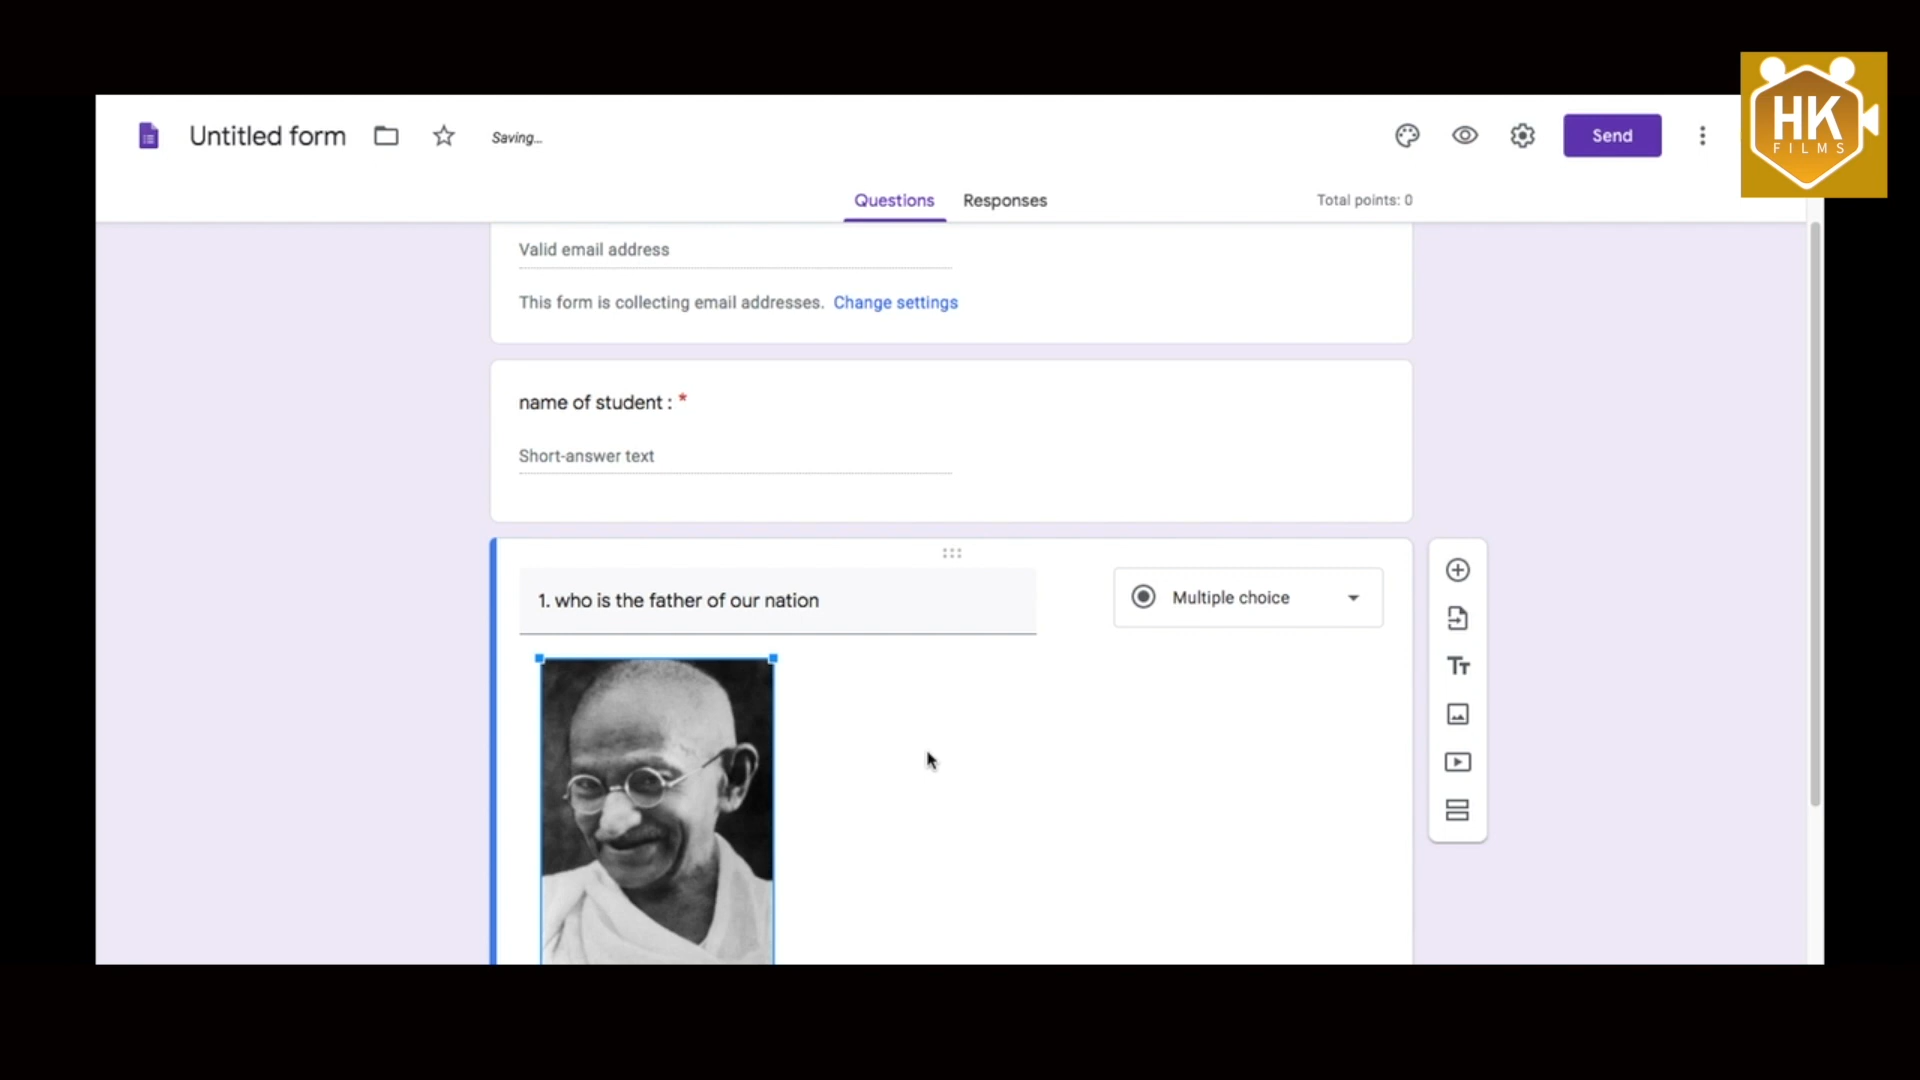 HK
FILMS
Untitled form
Saving...
Send
Questions
Responses
Total points: 0
Valid email address
This form is collecting email addresses. Change settings
name of student : *
Short-answer text
1. who is the father of our nation
Multiple choice